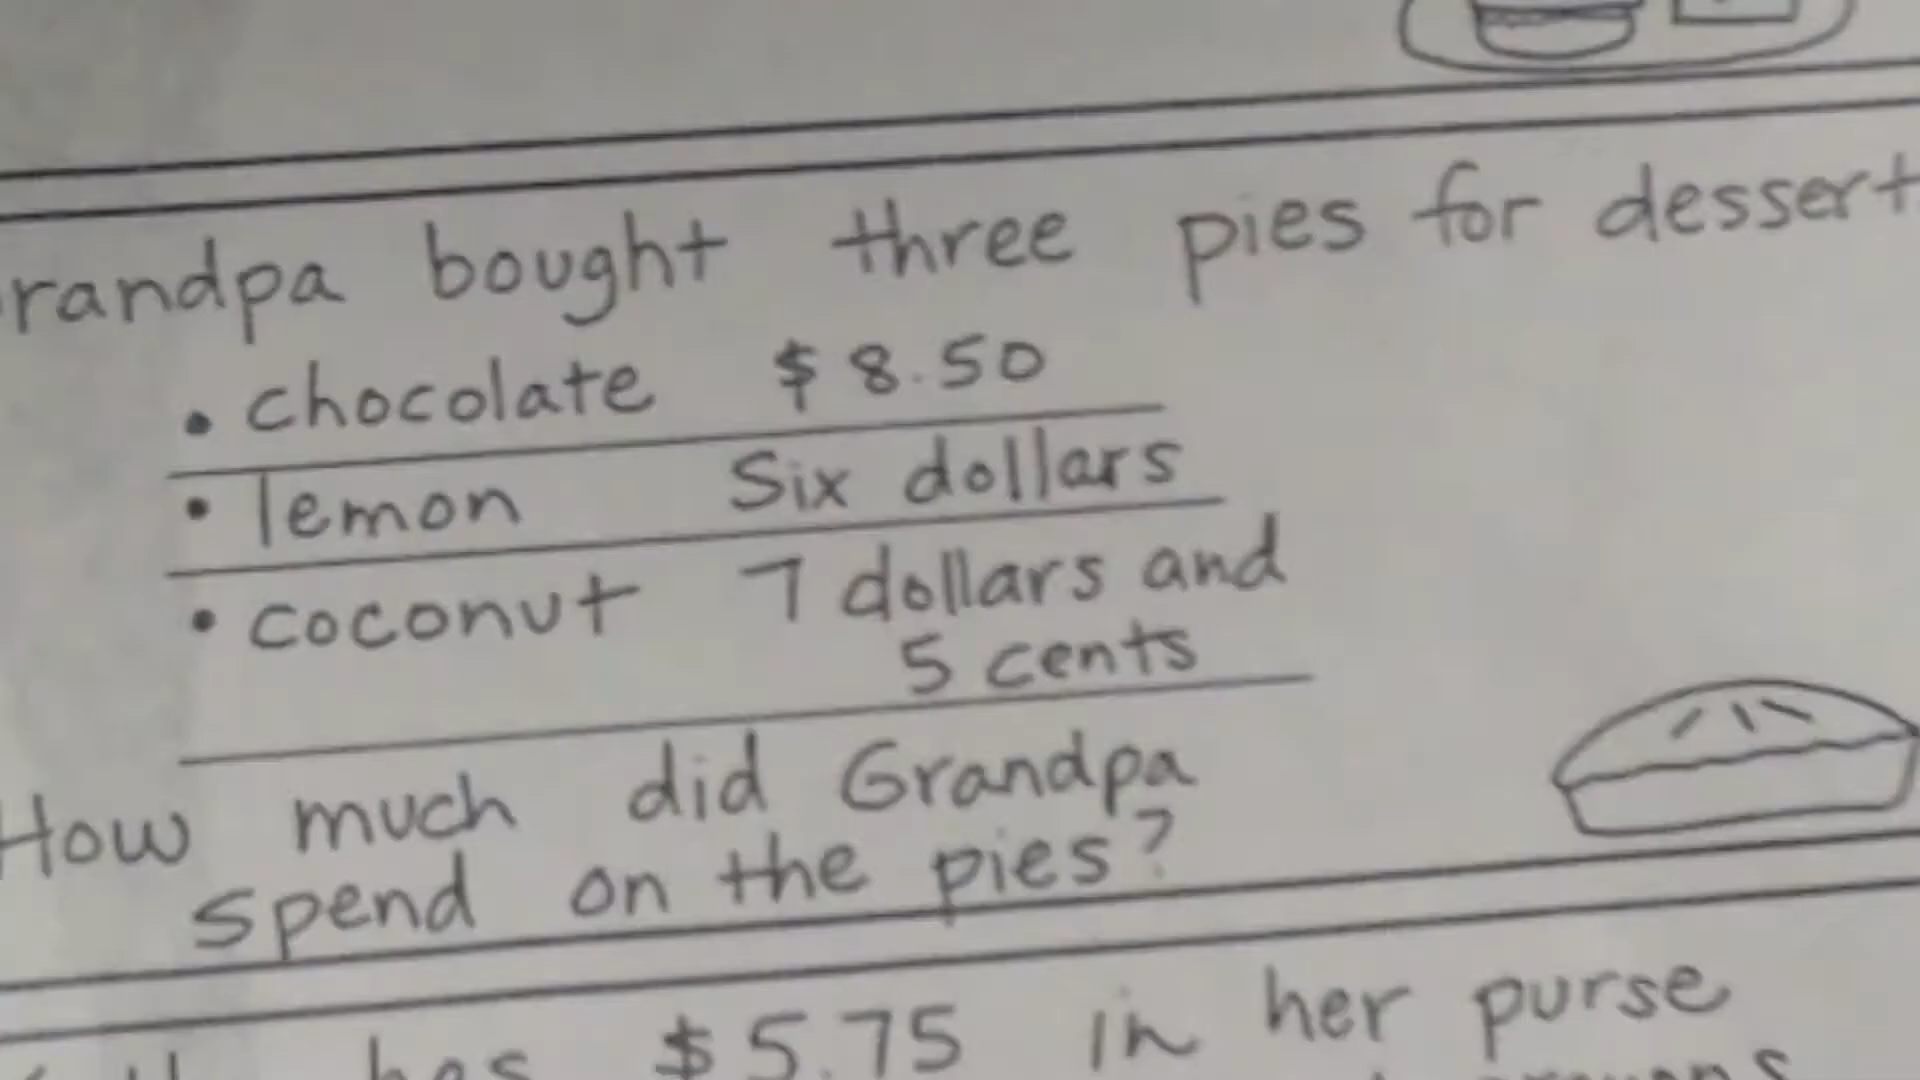 randpa bought three pies for dessert
• chocolate $8.50
• lemon Six dollars
• coconut 7 dollars and
5 cents
How much did Grandpa
spend on the pies?
has $5.75 in her purse